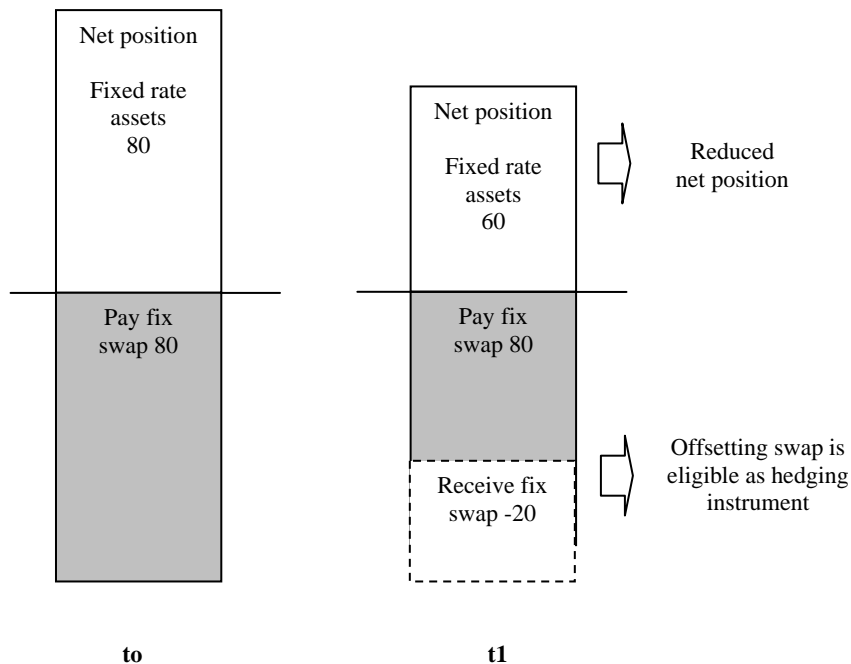 Net position
Fixed rate
assets
80
Pay fix
swap 80
to
Net position
Fixed rate
assets
60
Pay fix
swap 80
Receive fix
swap -20
t1
Reduced
net position
Offsetting swap is
eligible as hedging
instrument